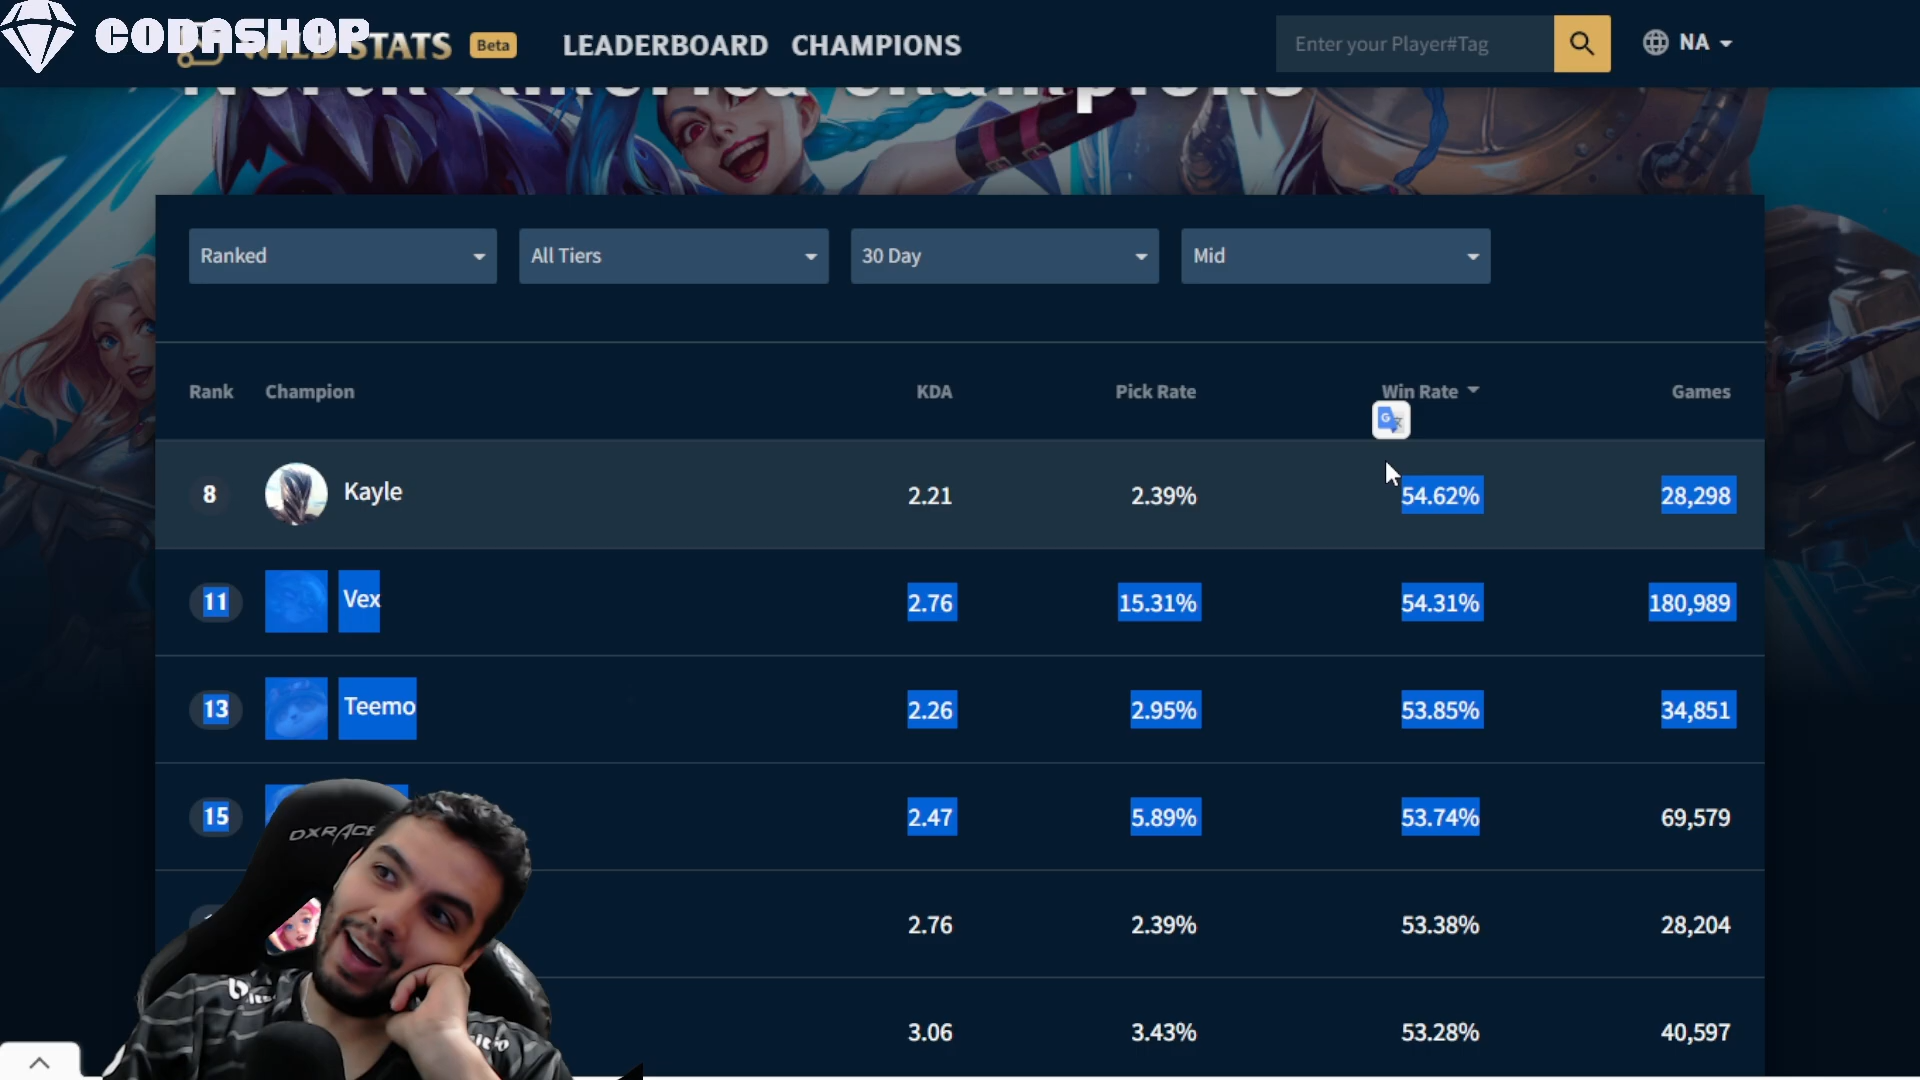 CODASHOP
WILD STATS
Beta
LEADERBOARD
CHAMPIONS
Enter your Player#Tag
NA
North America Champions
Ranked
All Tiers
30 Day
Mid
Rank
Champion
KDA
Pick Rate
Win Rate
Games
8
Kayle
2.21
2.39%
54.62%
28,298
11
Vex
2.76
15.31%
54.31%
180,989
13
Teemo
2.26
2.95%
53.85%
34,851
15
2.47
5.89%
53.74%
69,579
2.76
2.39%
53.38%
28,204
3.06
3.43%
53.28%
40,597